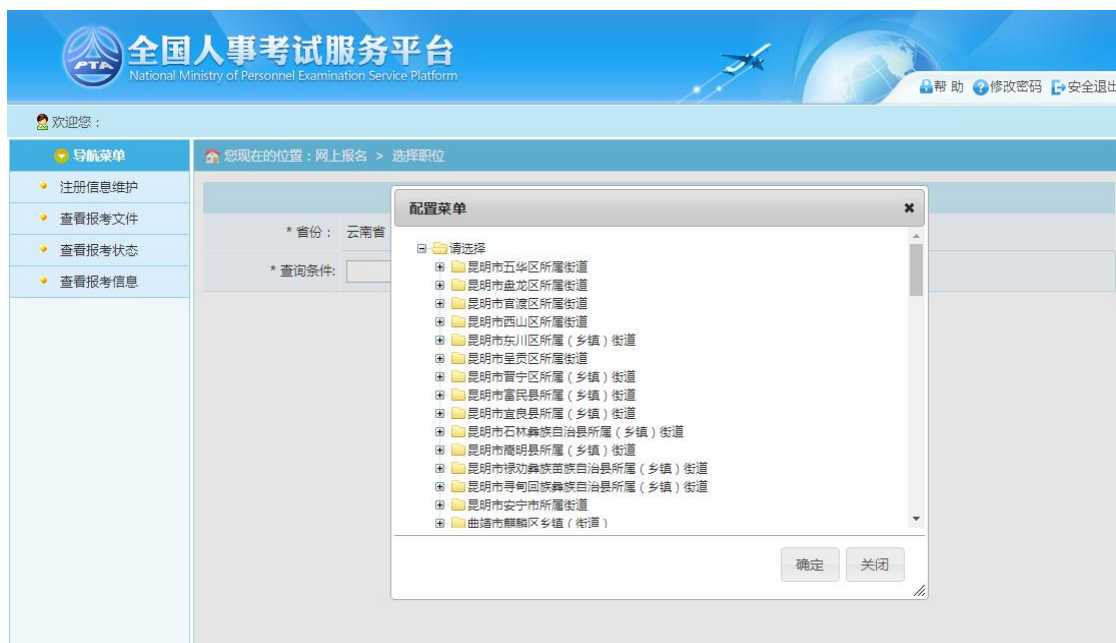 PTA
全国人事考试服务平台
National Ministry of Personnel Examination Service Platform
帮 助 修改密码 安全退出
欢迎您：
导航菜单
您现在的位置：网上报名 > 选择职位
注册信息维护
查看报考文件
查看报考状态
查看报考信息
* 省份： 云南省
* 查询条件:
配置菜单
请选择
昆明市五华区所属街道
昆明市盘龙区所属街道
昆明市官渡区所属街道
昆明市西山区所属街道
昆明市东川区所属（乡镇）街道
昆明市呈贡区所属街道
昆明市晋宁区所属（乡镇）街道
昆明市富民县所属（乡镇）街道
昆明市宜良县所属（乡镇）街道
昆明市石林彝族自治县所属（乡镇）街道
昆明市嵩明县所属（乡镇）街道
昆明市禄劝彝族苗族自治县所属（乡镇）街道
昆明市寻甸回族彝族自治县所属（乡镇）街道
昆明市安宁市所属街道
曲靖市麒麟区乡镇（街道）
确定 关闭